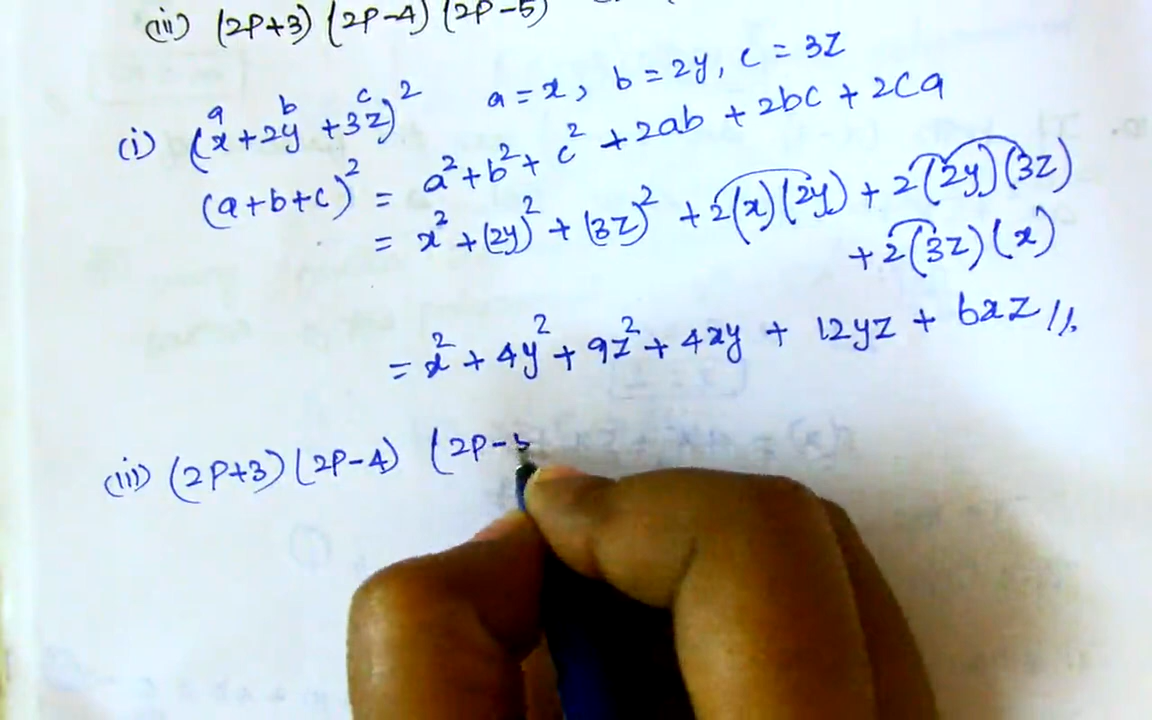 (iii) (2P+3) (2P-4) (2P-5)
(i) (x+2y+3z)² a = x, b = 2y, c = 3z
a b c
(a+b+c)² = a²+b²+c²+2ab+2bc+2ca
= x²+(2y)²+(3z)²+2(x)(2y)+2(2y)(3z)
+2(3z)(x)
= x²+4y²+9z²+4xy+12yz+6xz //.
(iii) (2P+3) (2P-4) (2P-